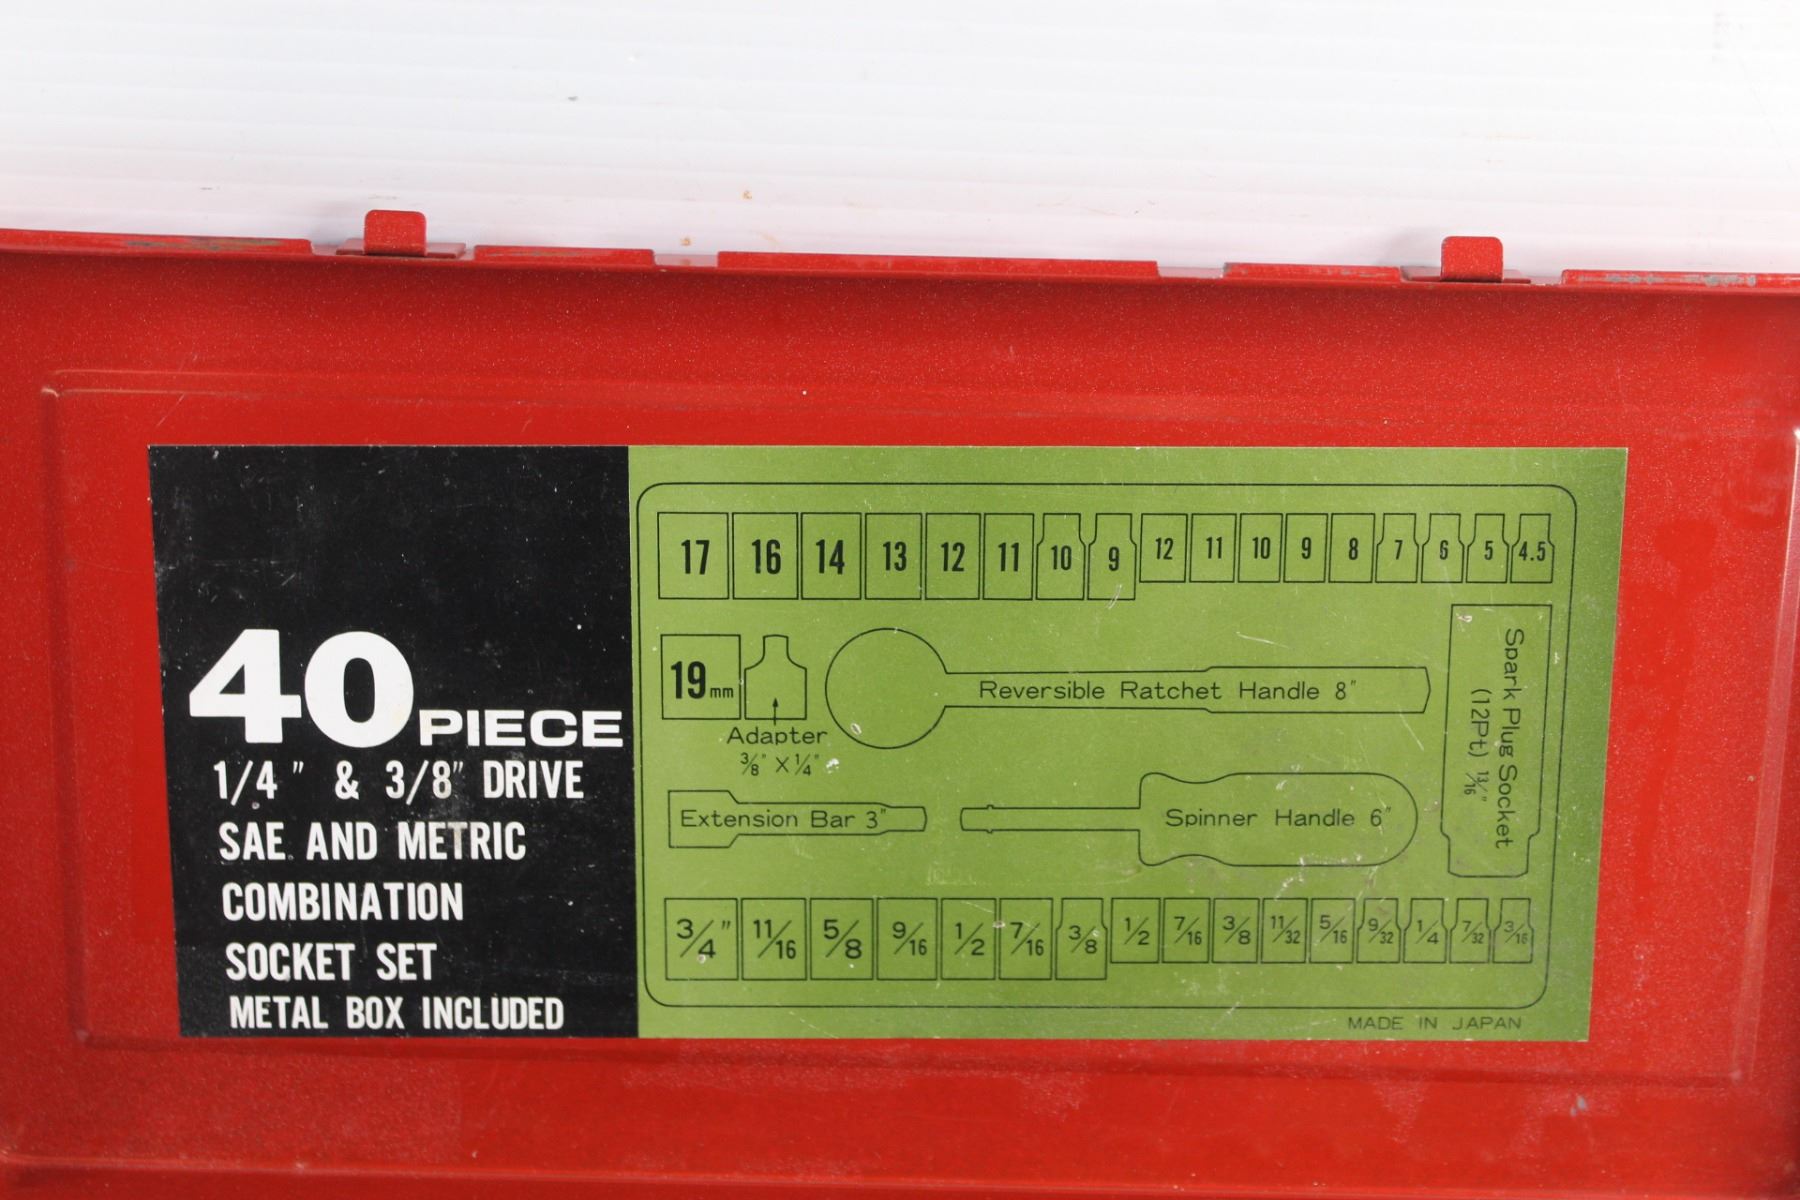 40 PIECE
1/4" & 3/8" DRIVE
SAE AND METRIC
COMBINATION
SOCKET SET
METAL BOX INCLUDED
17 16 14 13 12 11 10 9 12 11 10 9 8 7 6 5 4.5
19mm
Adapter
3/8" X 1/4"
Reversible Ratchet Handle 8"
Spark Plug Socket
(12Pt) 13/16"
Extension Bar 3"
Spinner Handle 6"
3/4" 11/16 5/8 9/16 1/2 7/16 3/8 1/2 7/16 3/8 11/32 5/16 9/32 1/4 7/32 3/16
MADE IN JAPAN